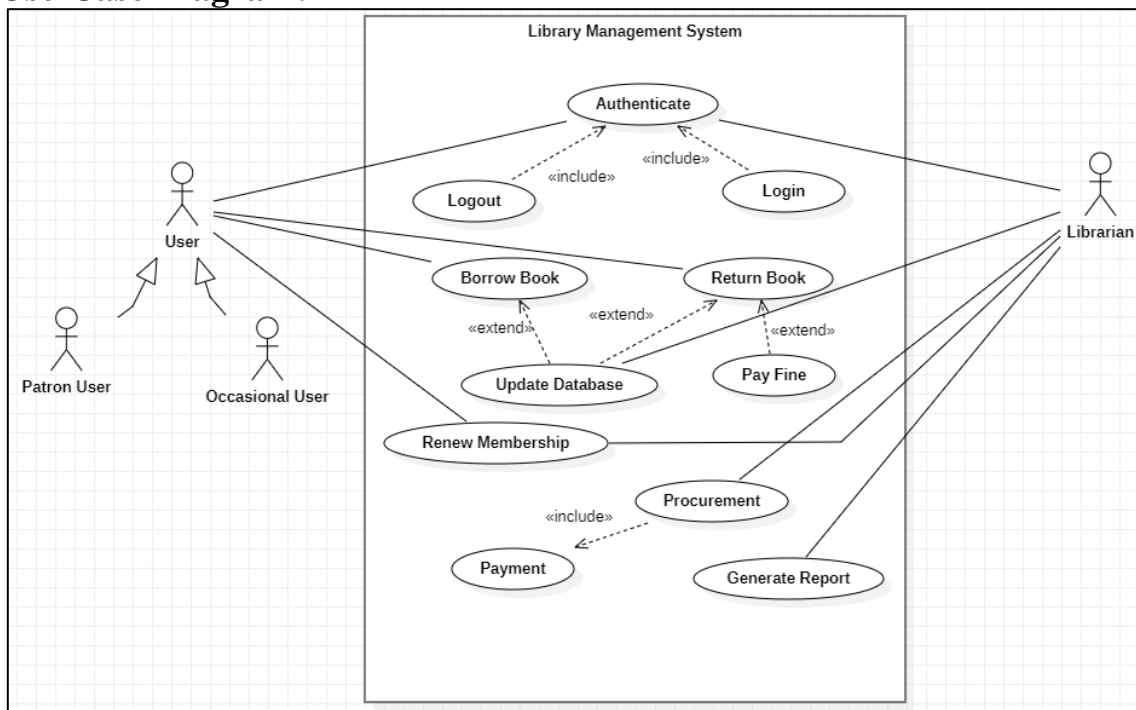 Use Case Diagram:
Library Management System
Authenticate
«include»
«include»
Logout
Login
User
Librarian
Borrow Book
Return Book
«extend»
«extend»
«extend»
Patron User
Occasional User
Update Database
Pay Fine
Renew Membership
Procurement
«include»
Payment
Generate Report